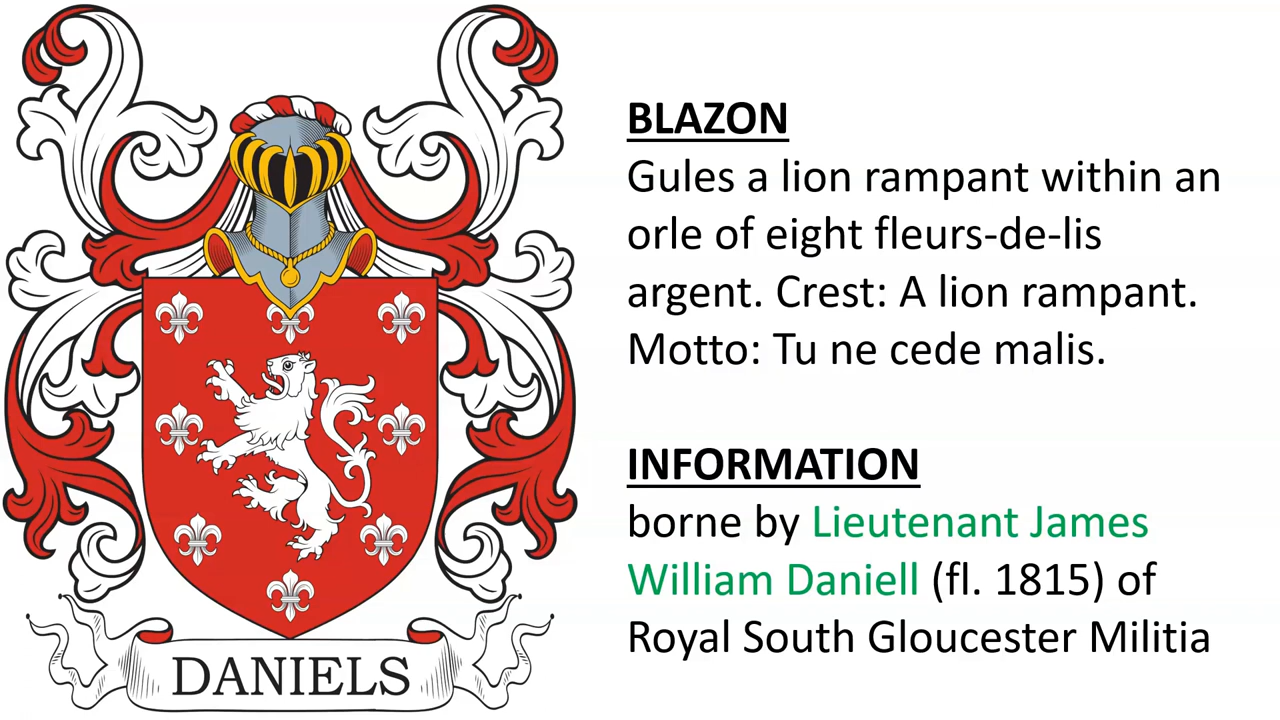 BLAZON
Gules a lion rampant within an
orle of eight fleurs-de-lis
argent. Crest: A lion rampant.
Motto: Tu ne cede malis.
INFORMATION
borne by Lieutenant James
William Daniell (fl. 1815) of
Royal South Gloucester Militia
DANIELS